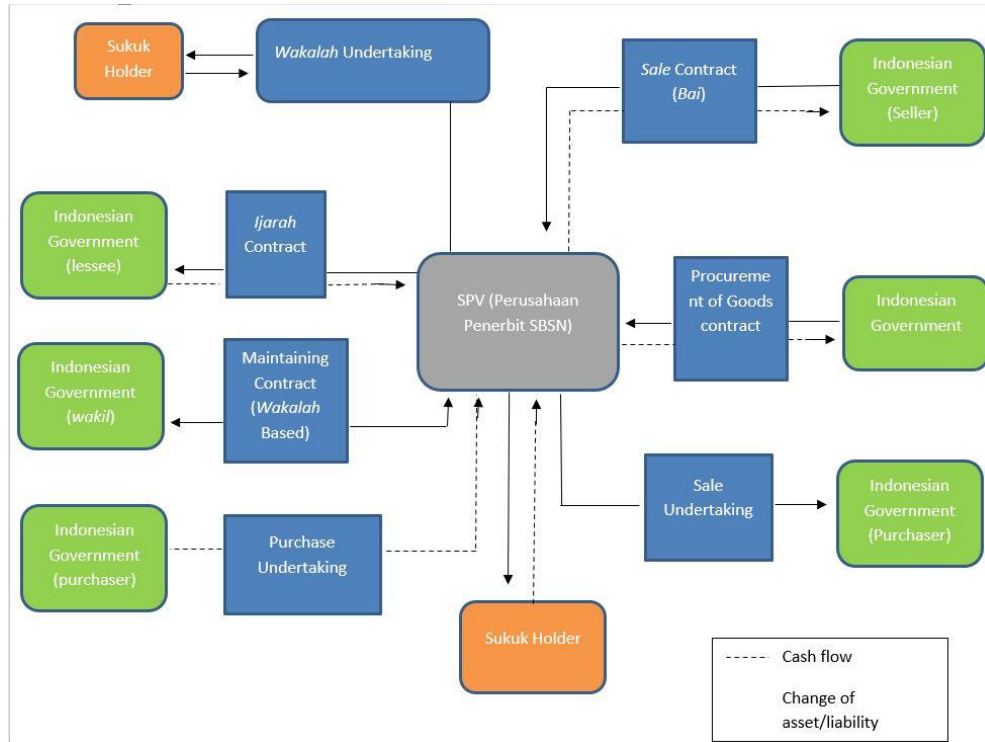 Sukuk
Holder
Wakalah Undertaking
Sale Contract
(Bai)
Indonesian
Government
(Seller)
Indonesian
Government
(lessee)
Ijarah
Contract
SPV (Perusahaan
Penerbit SBSN)
Procureme
nt of Goods
contract
Indonesian
Government
Indonesian
Government
(wakil)
Maintaining
Contract
(Wakalah
Based)
Sale
Undertaking
Indonesian
Government
(Purchaser)
Indonesian
Government
(purchaser)
Purchase
Undertaking
Sukuk Holder
Cash flow
Change of
asset/liability